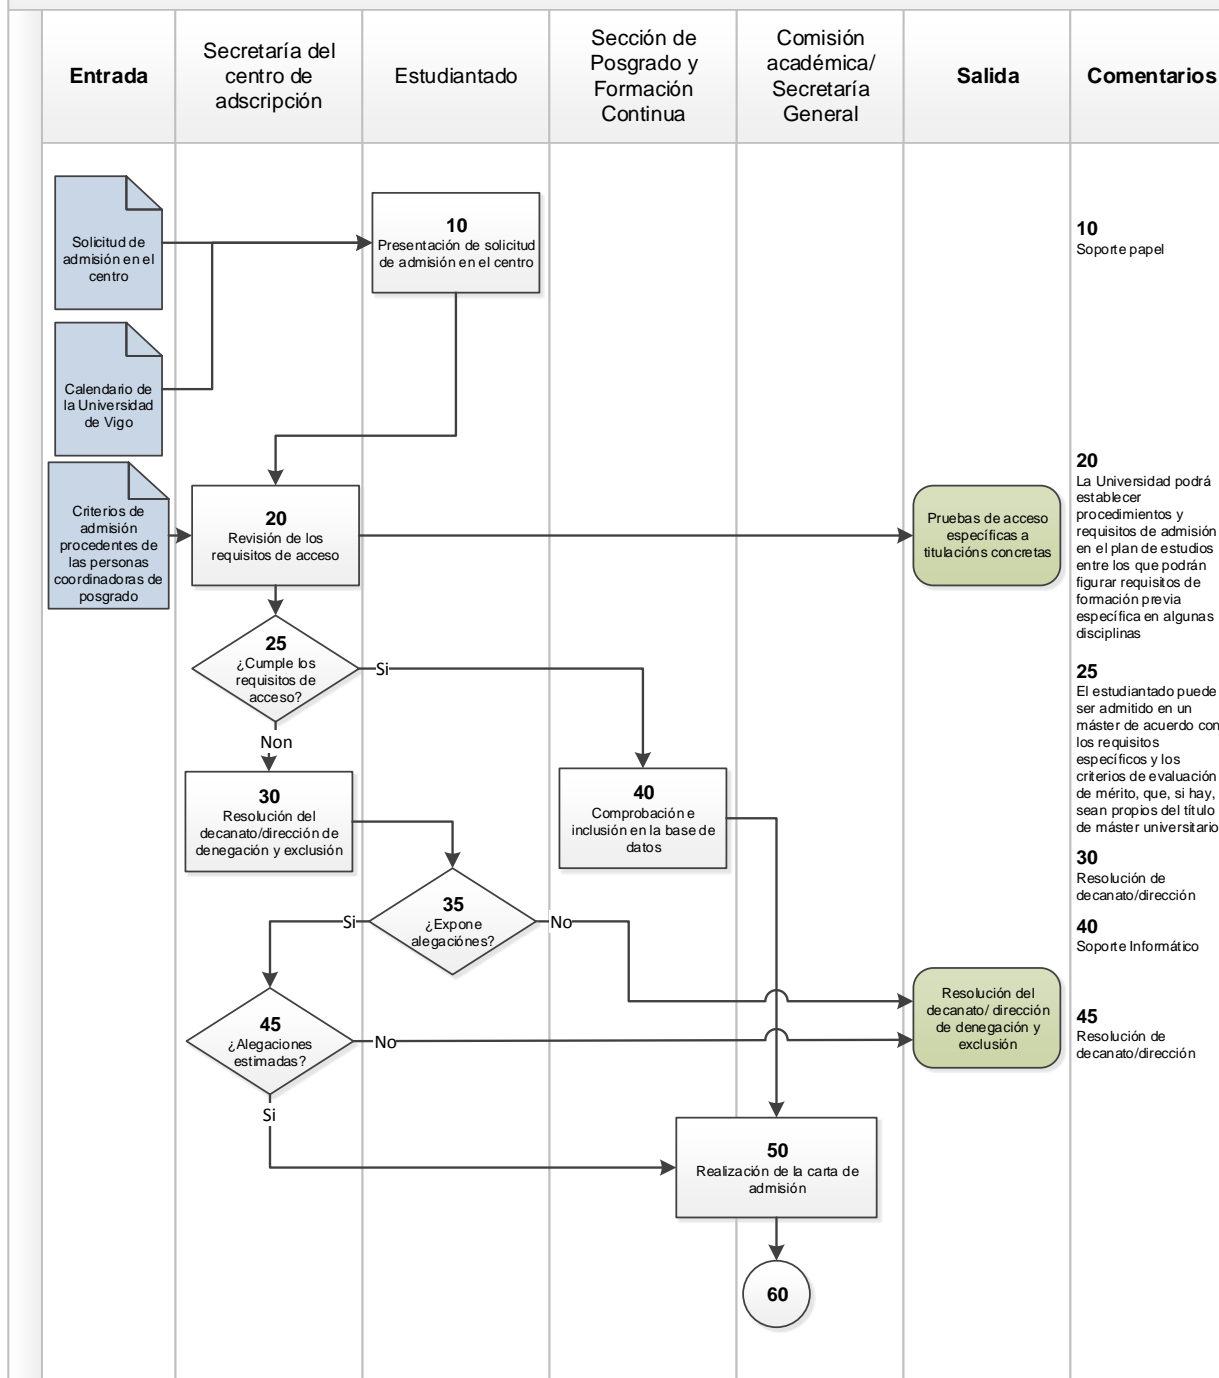 Entrada
Secretaría del
centro de
adscripción
Estudiantado
Sección de
Posgrado y
Formación
Continua
Comisión
académica/
Secretaría
General
Salida
Comentarios
Solicitud de
admisión en el
centro
10
Presentación de solicitud
de admisión en el centro
10
Soporte papel
Calendario de
la Universidad
de Vigo
Criterios de
admisión
procedentes de
las personas
coordinadoras de
posgrado
20
Revisión de los
requisitos de acceso
Pruebas de acceso
específicas a
titulacións concretas
20
La Universidad podrá
establecer
procedimientos y
requisitos de admisión
en el plan de estudios
entre los que podrán
figurar requisitos de
formación previa
específica en algunas
disciplinas
25
¿Cumple los
requisitos de
acceso?
Si
Non
25
El estudiantado puede
ser admitido en un
máster de acuerdo con
los requisitos
específicos y los
criterios de evaluación
de mérito, que, si hay,
sean propios del título
de máster universitario
30
Resolución del
decanato/dirección de
denegación y exclusión
40
Comprobación e
inclusión en la base de
datos
30
Resolución de
decanato/dirección
35
¿Expone
alegaciónes?
Si
No
40
Soporte Informático
45
¿Alegaciones
estimadas?
No
Si
Resolución del
decanato/ dirección
de denegación y
exclusión
45
Resolución de
decanato/dirección
50
Realización de la carta de
admisión
60